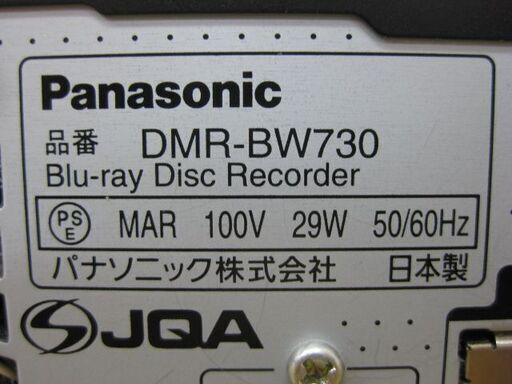 Panasonic
品番 DMR-BW730
Blu-ray Disc Recorder
PSE MAR 100V 29W 50/60Hz
パナソニック株式会社 日本製
JQA